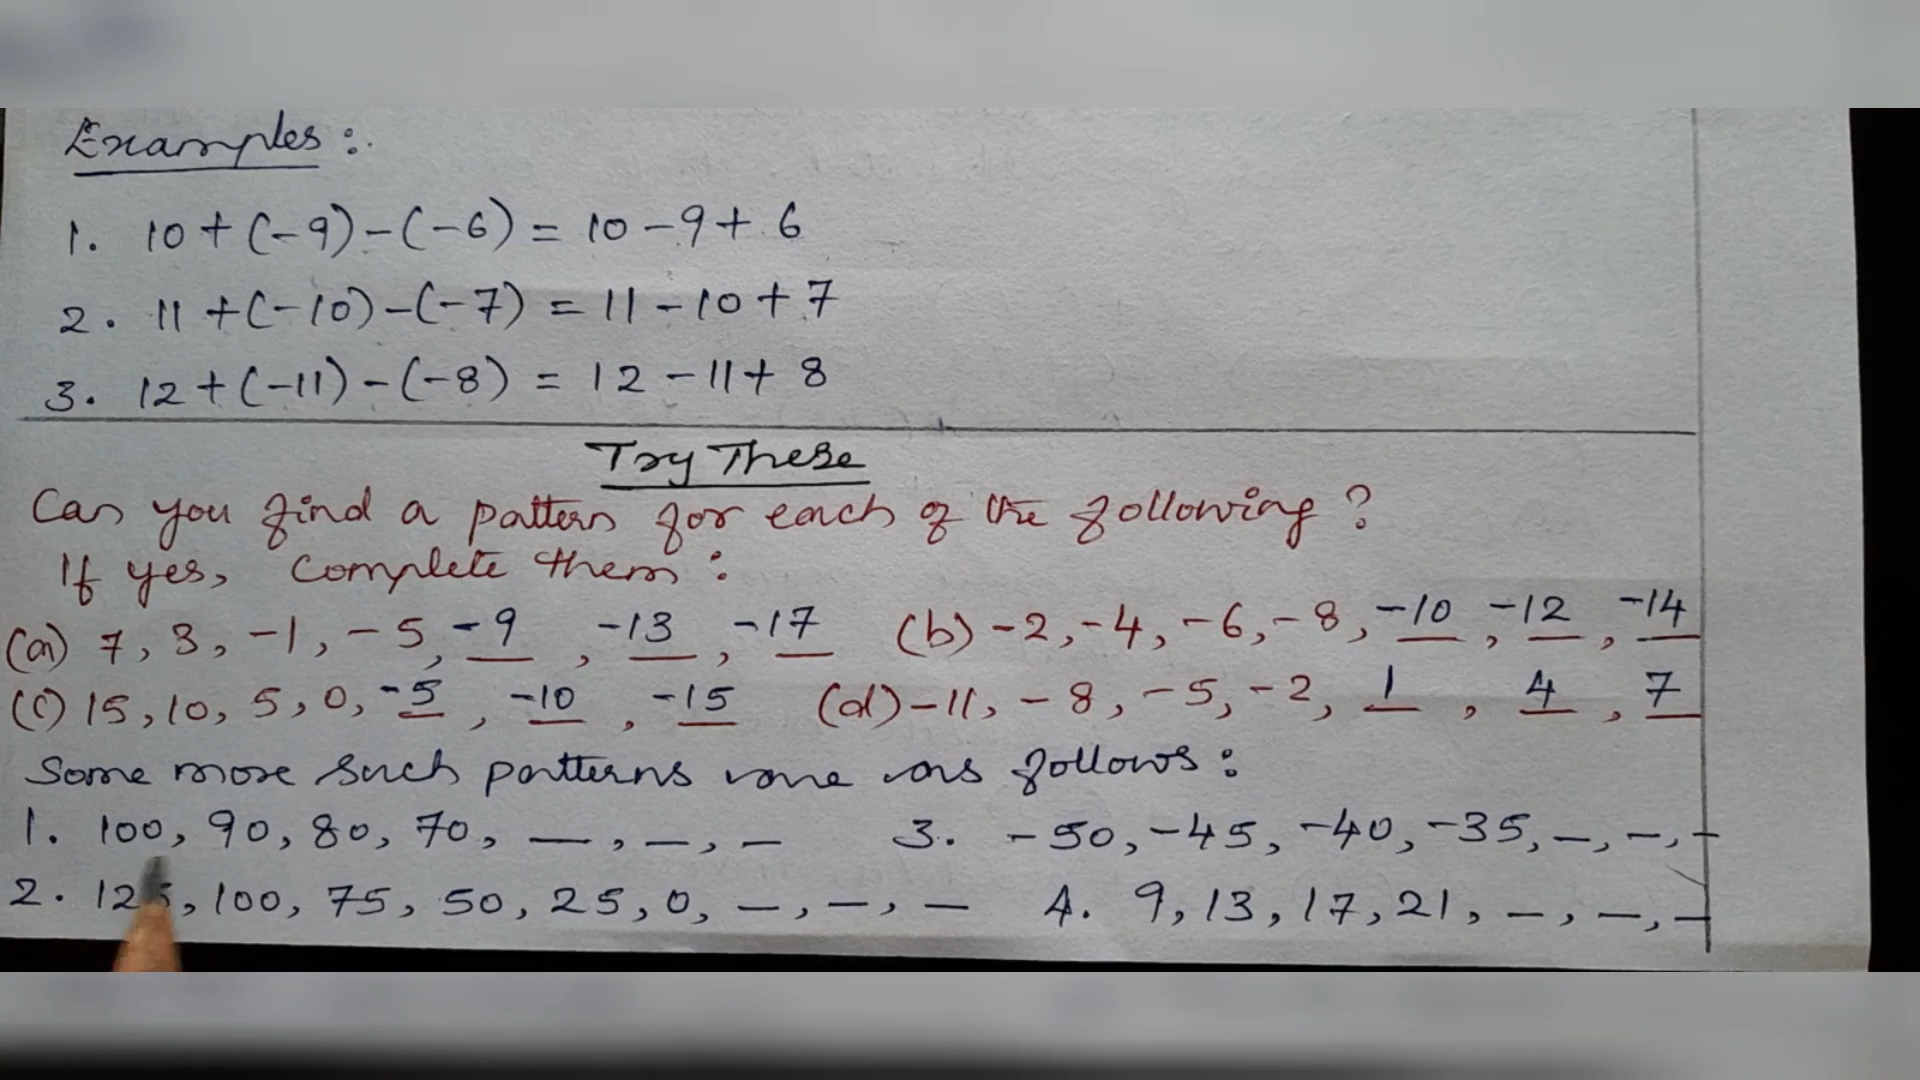 Examples:
1. 10+(-9)-(-6) = 10-9+6
2. 11+(-10)-(-7) = 11-10+7
3. 12+(-11)-(-8) = 12-11+8
Try These
Can you find a pattern for each of the following?
If yes, complete them:
(a) 7, 3, -1, -5, -9, -13, -17 (b) -2, -4, -6, -8, -10, -12, -14
(c) 15, 10, 5, 0, -5, -10, -15 (d) -11, -8, -5, -2, 1, 4, 7
Some more such patterns are as follows:
1. 100, 90, 80, 70, —, —, — 3. -50, -45, -40, -35, —, —, —
2. 125, 100, 75, 50, 25, 0, —, —, — 4. 9, 13, 17, 21, —, —, —